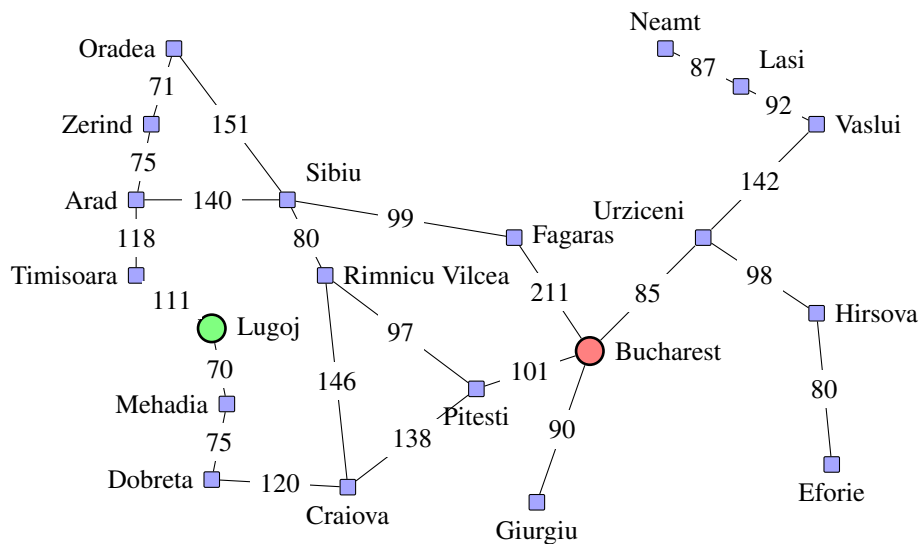 Neamt
Oradea
87
Lasi
71
92
Zerind
151
Vaslui
75
Sibiu
142
Arad
140
Urziceni
99
118
80
Fagaras
98
Timisoara
Rimnicu Vilcea
111
211
85
Hirsova
Lugoj
97
Bucharest
70
146
101
80
Mehadia
Pitesti
90
75
138
Dobreta
120
Eforie
Craiova
Giurgiu